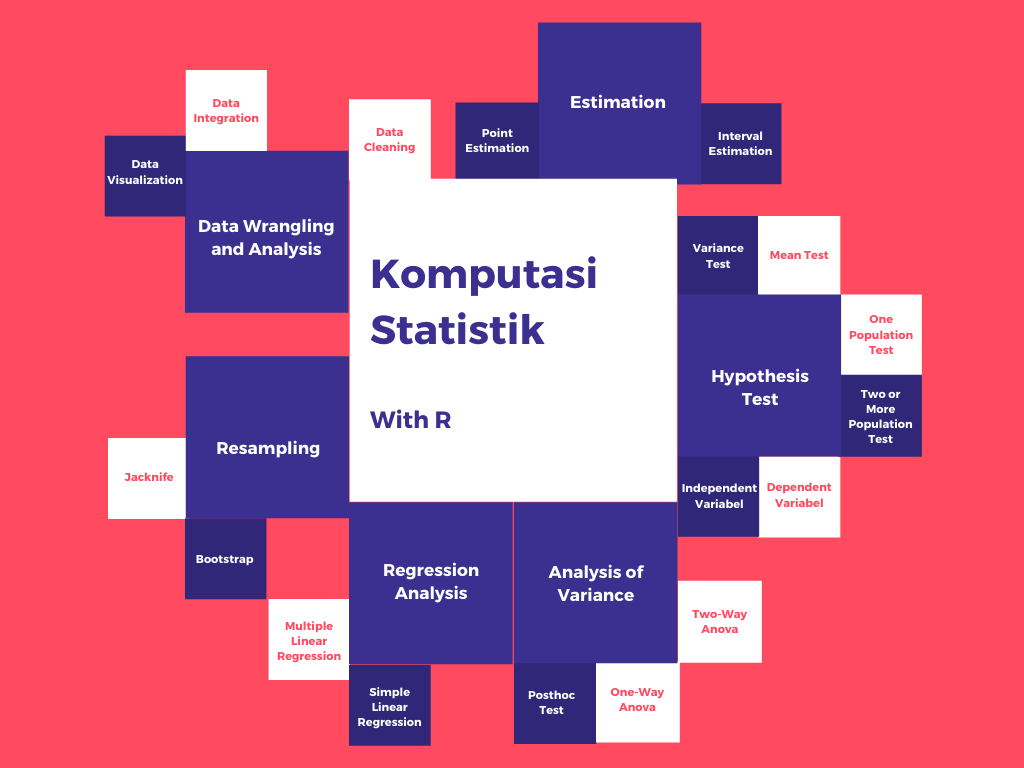 Estimation
Point
Estimation
Interval
Estimation
Data
Integration
Data
Visualization
Data Wrangling
and Analysis
Data
Cleaning
Komputasi
Statistik
With R
Variance
Test
Mean Test
Hypothesis
Test
One
Population
Test
Two or
More
Population
Test
Independent
Variabel
Dependent
Variabel
Resampling
Jacknife
Bootstrap
Regression
Analysis
Multiple
Linear
Regression
Simple
Linear
Regression
Analysis of
Variance
Two-Way
Anova
Posthoc
Test
One-Way
Anova